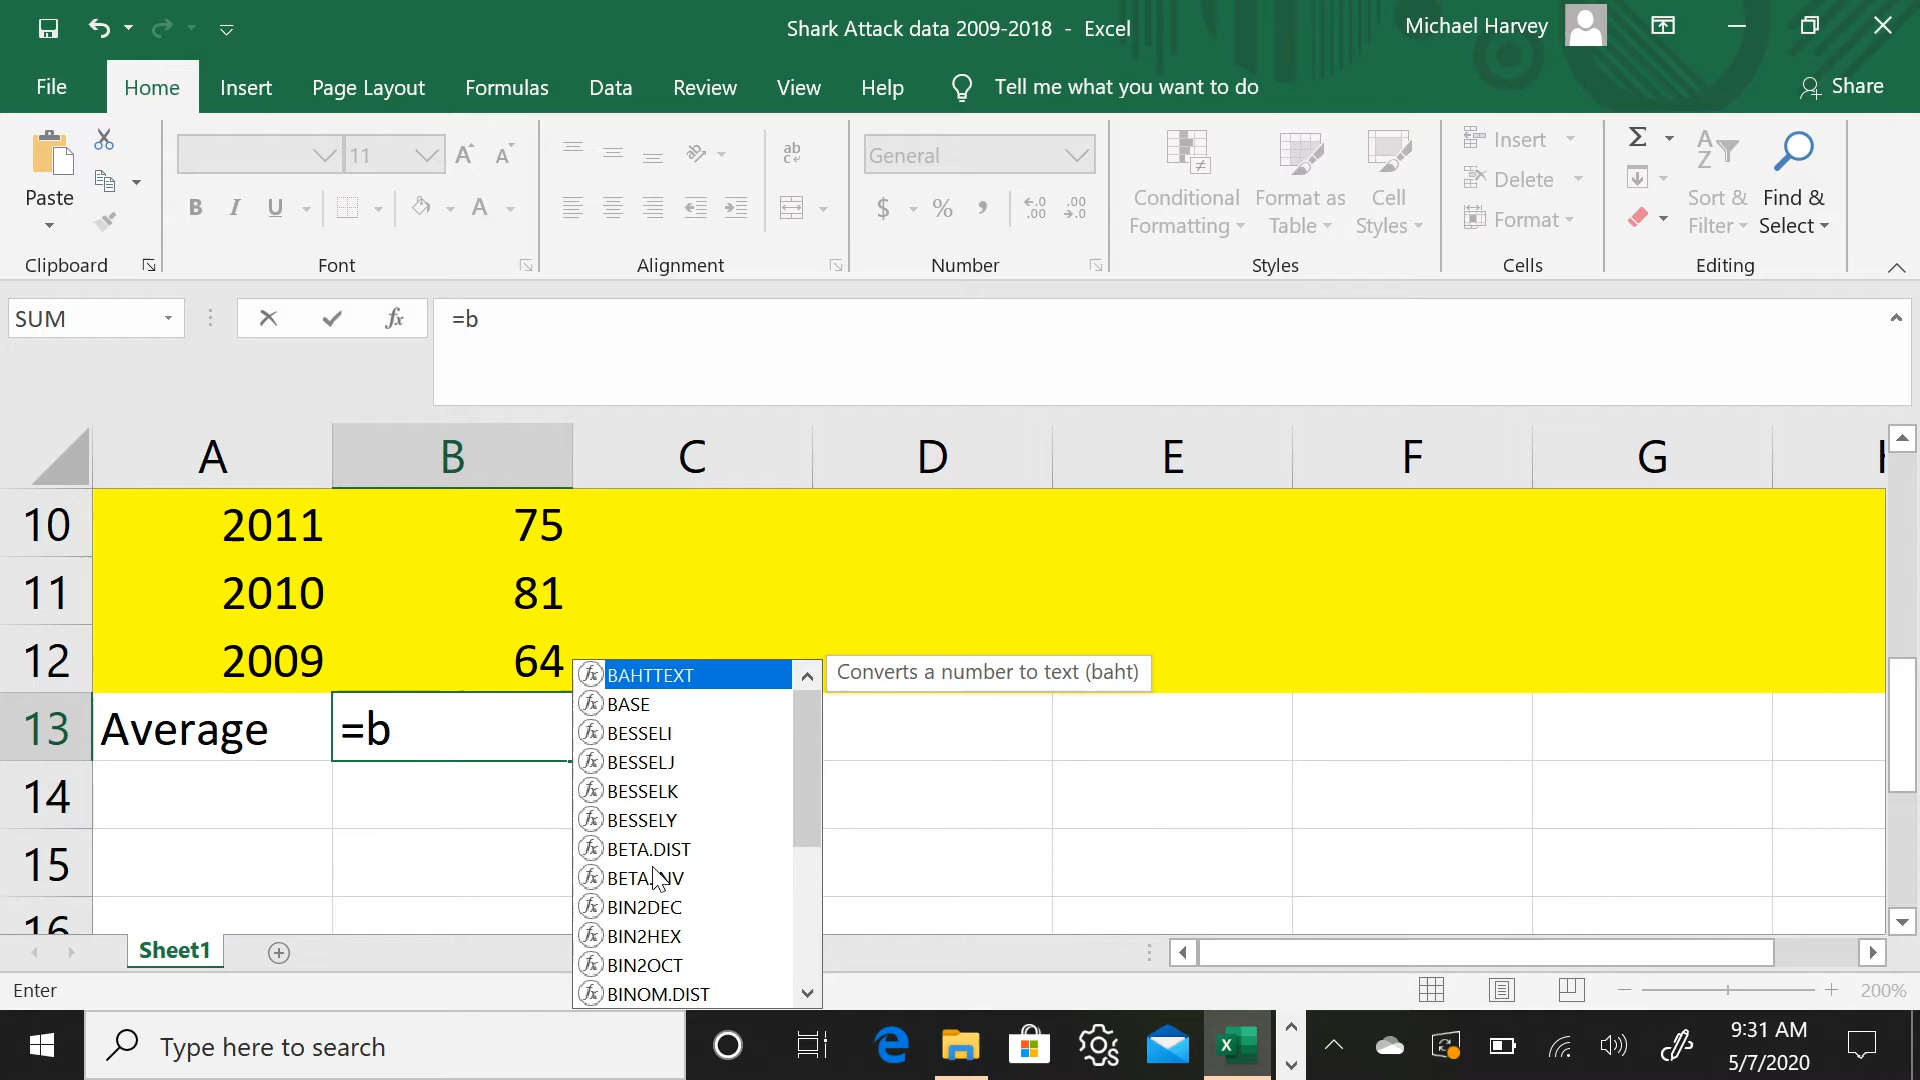 Shark Attack data 2009-2018 - Excel
Michael Harvey
File Home Insert Page Layout Formulas Data Review View Help Tell me what you want to do Share
Paste
Clipboard
11
A A
B I U A
Font
ab
Alignment
General
$ % ,
Number
Conditional Formatting
Format as Table
Cell Styles
Styles
Insert
Delete
Format
Cells
Σ
Sort & Filter
Find & Select
Editing
SUM
fx
=b
A B C D E F G
10 2011 75
11 2010 81
12 2009 64
13 Average =b
14
15
16
BAHTTEXT
Converts a number to text (baht)
BASE
BESSELI
BESSELJ
BESSELK
BESSELY
BETA.DIST
BETA.INV
BIN2DEC
BIN2HEX
BIN2OCT
BINOM.DIST
Sheet1
Enter
200%
Type here to search
9:31 AM
5/7/2020